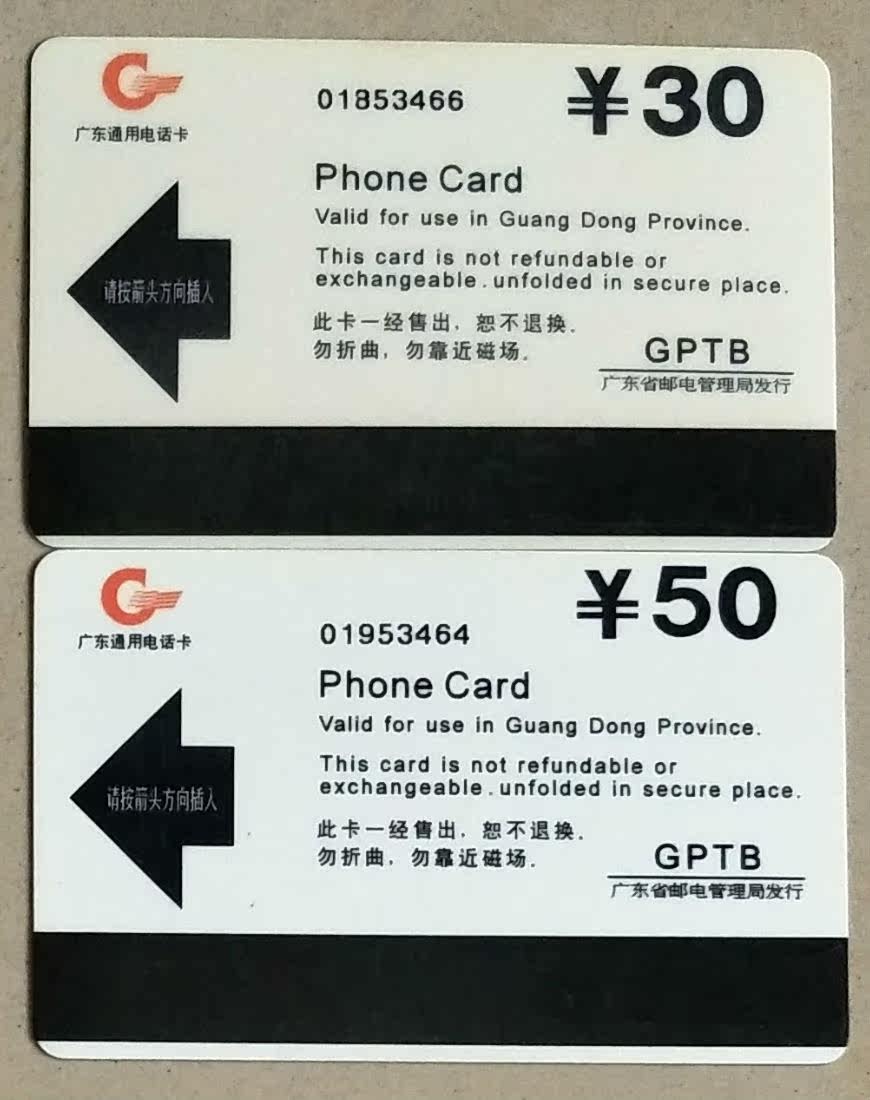 广东通用电话卡
01853466
¥30
Phone Card
Valid for use in Guang Dong Province.
This card is not refundable or
exchangeable.unfolded in secure place.
请按箭头方向插入
此卡一经售出，恕不退换.
勿折曲，勿靠近磁场.
GPTB
广东省邮电管理局发行
广东通用电话卡
01953464
¥50
Phone Card
Valid for use in Guang Dong Province.
This card is not refundable or
exchangeable.unfolded in secure place.
请按箭头方向插入
此卡一经售出，恕不退换.
勿折曲，勿靠近磁场.
GPTB
广东省邮电管理局发行